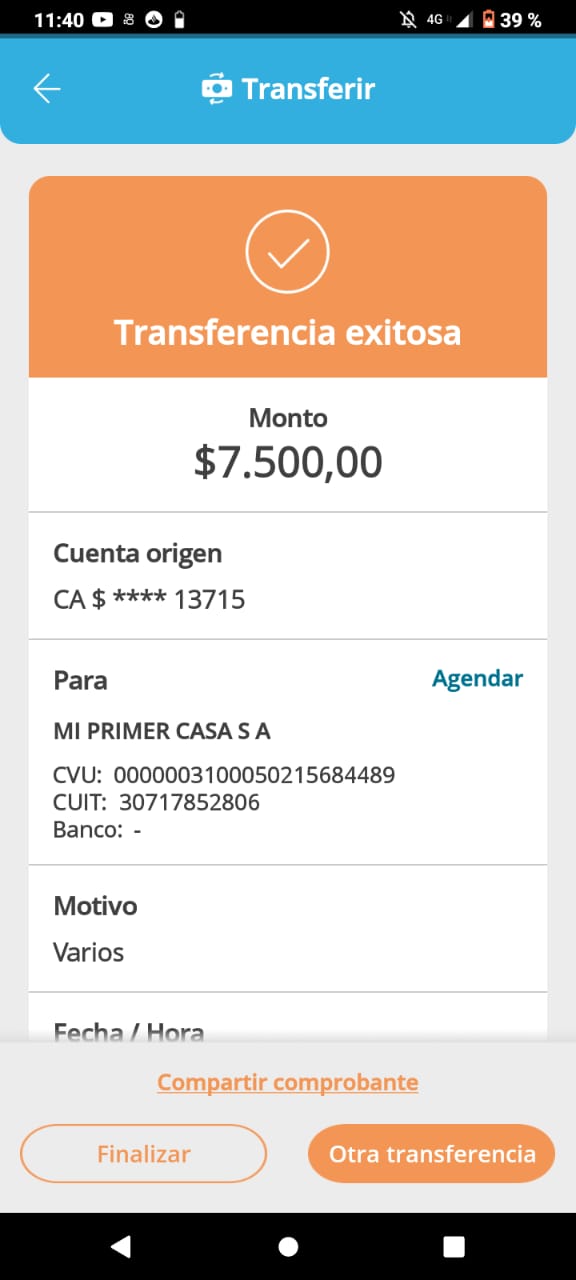 11:40
4G
39 %
Transferir
Transferencia exitosa
Monto
$7.500,00
Cuenta origen
CA $ **** 13715
Para
Agendar
MI PRIMER CASA S A
CVU: 0000003100050215684489
CUIT: 30717852806
Banco: -
Motivo
Varios
Fecha / Hora
Compartir comprobante
Finalizar
Otra transferencia